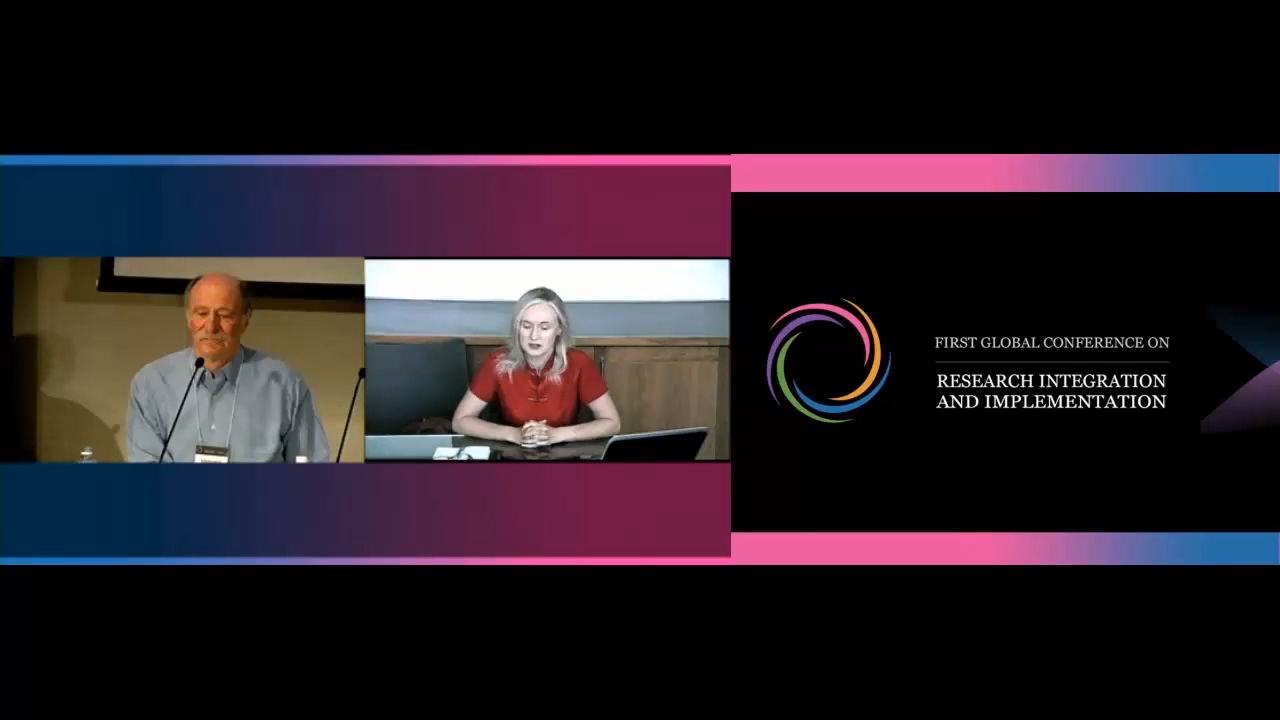 FIRST GLOBAL CONFERENCE ON
RESEARCH INTEGRATION
AND IMPLEMENTATION